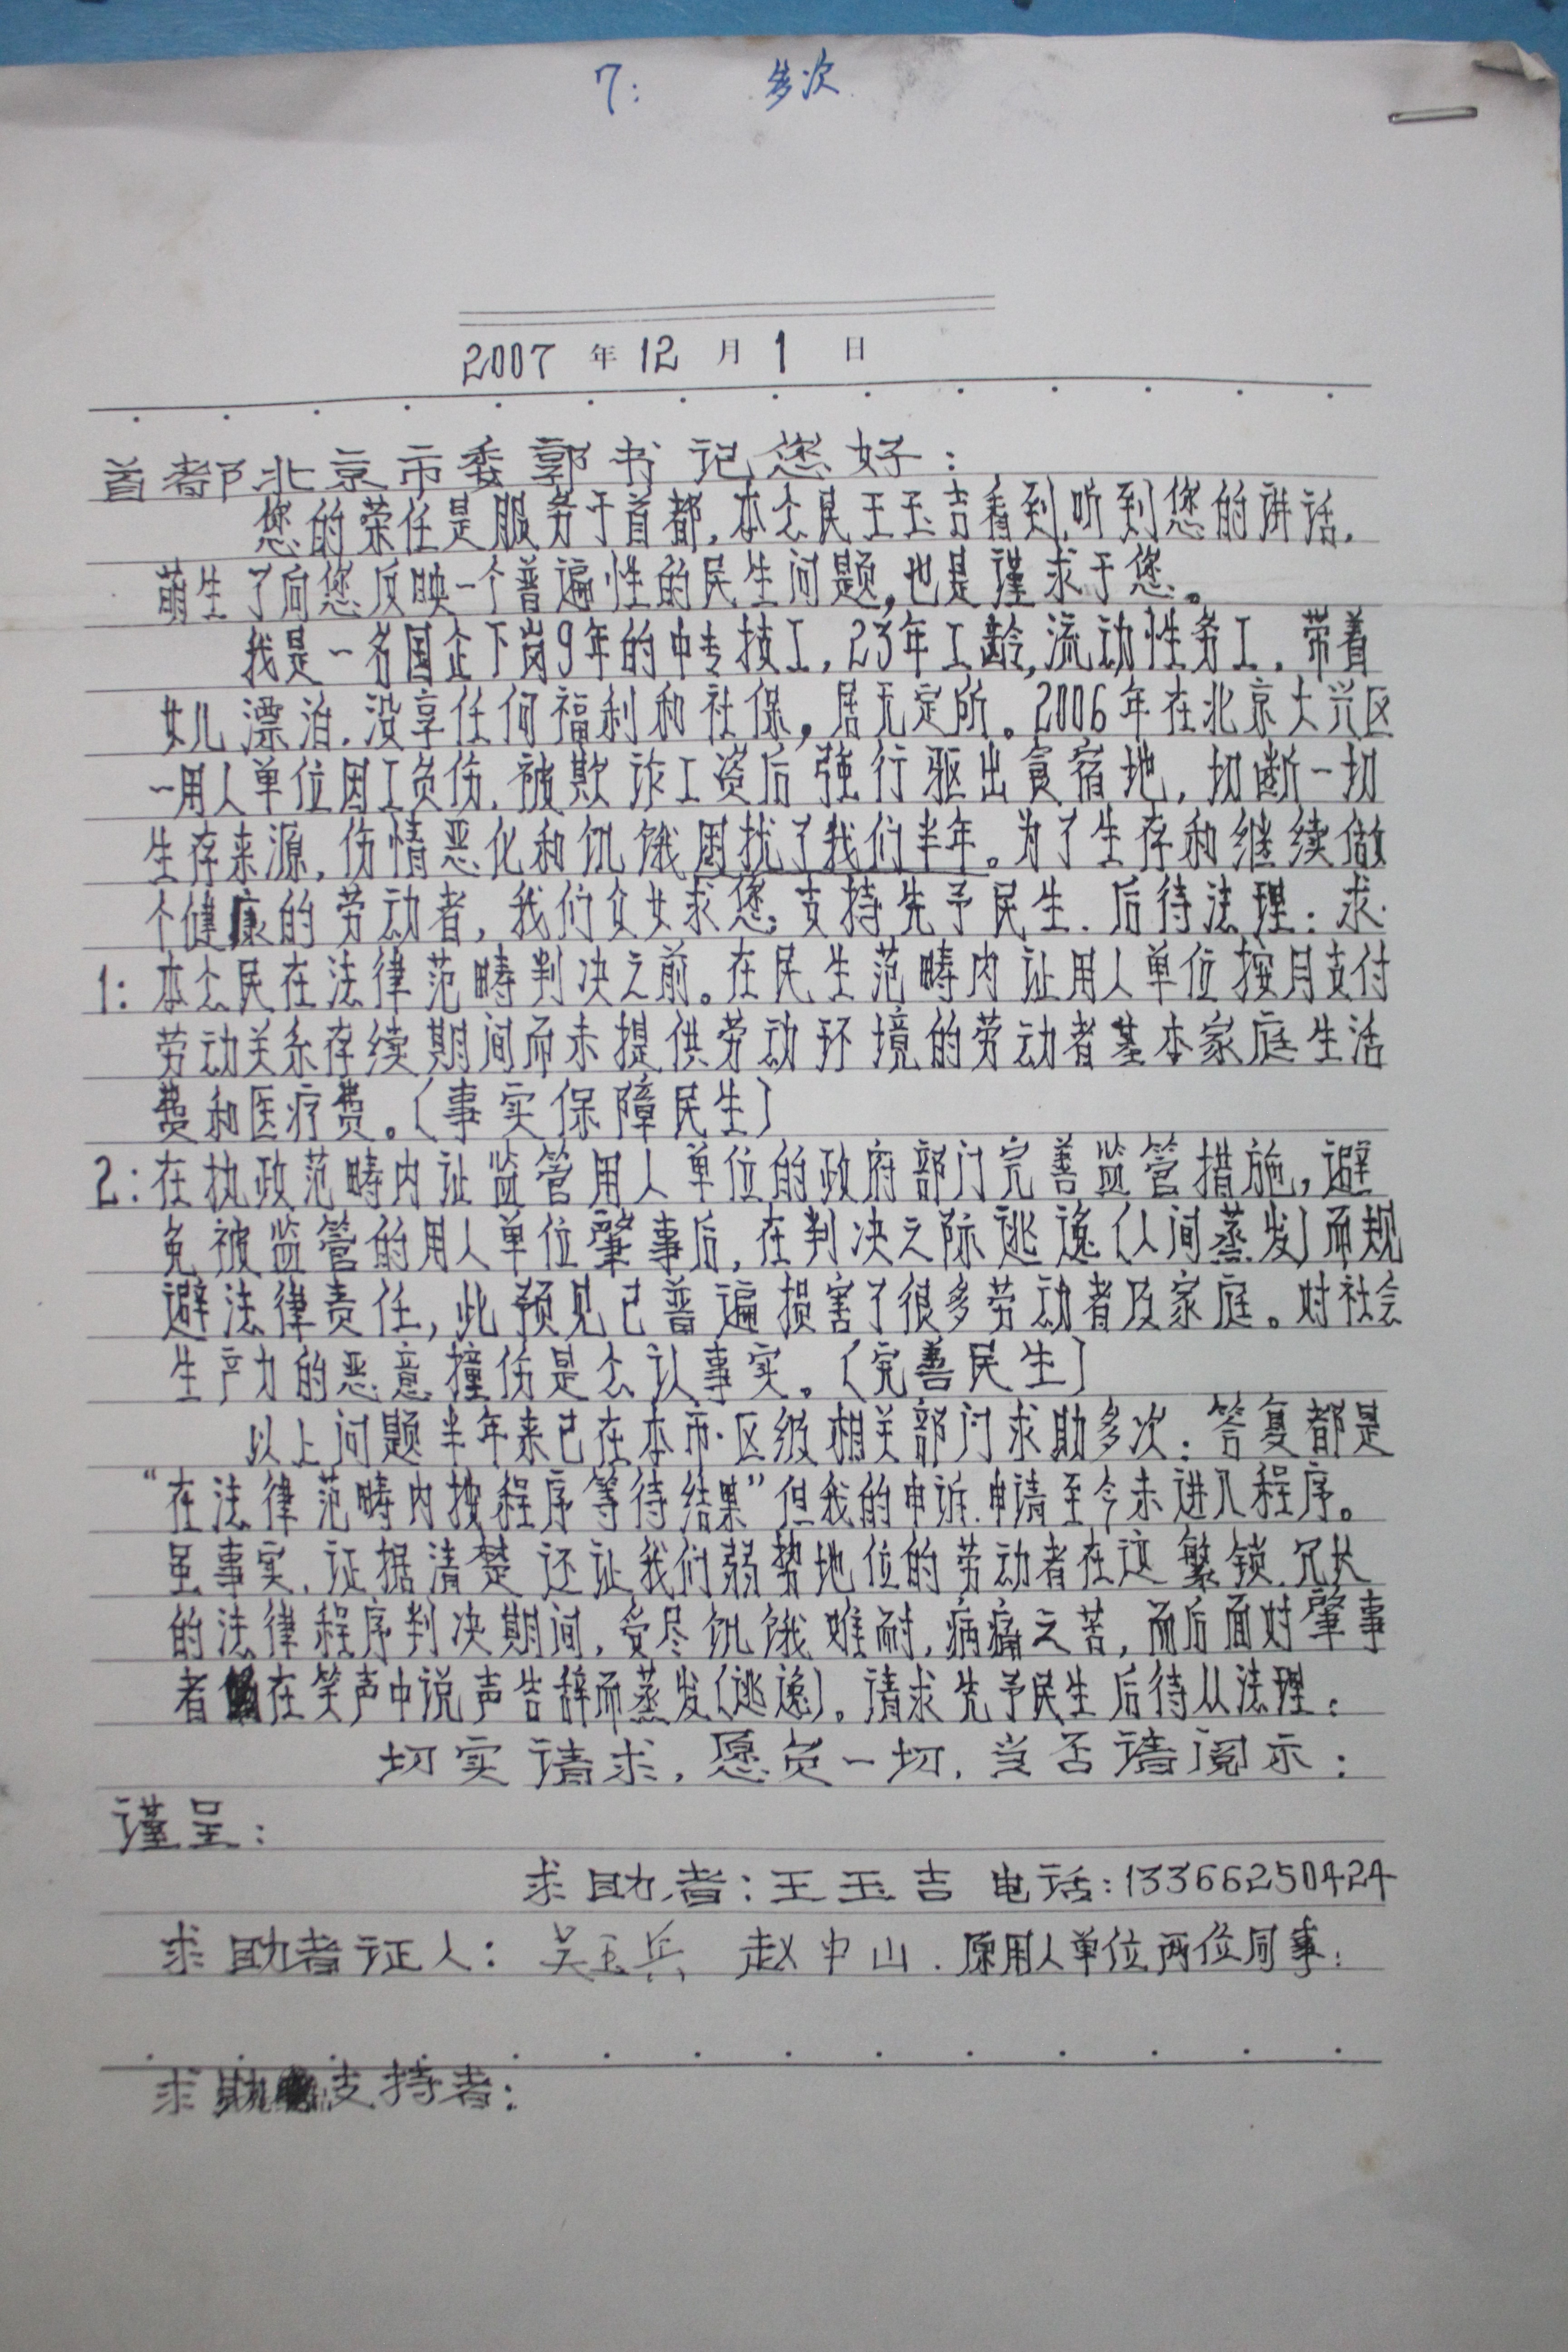 7: 多次
2007 年 12 月 1 日
首都北京市委郭书记您好:
您的荣任是服务于首都,本公民王玉吉看到,听到您的讲话,
萌生了向您反映一个普遍性的民生问题,也是谨求于您。
我是一名国企下岗9年的中专技工,23年工龄,流动性务工,带着
女儿漂泊,没享任何福利和社保,居无定所。2006年在北京大兴区
一用人单位因工负伤,被欺诈工资后强行驱出食宿地,切断一切
生存来源,伤情恶化和饥饿困扰了我们半年。为了生存和继续做
个健康的劳动者,我们父女求您:支持先予民生.后待法理:求.
1:本公民在法律范畴判决之前。在民生范畴内让用人单位按月支付
劳动关系存续期间而未提供劳动环境的劳动者基本家庭生活
费和医疗费。(事实保障民生)
2:在执政范畴内让监管用人单位的政府部门完善监管措施,避
免被监管的用人单位肇事后,在判决之际逃逸(人间蒸发)而规
避法律责任,此预见已普遍损害了很多劳动者及家庭。对社会
生产力的恶意撞伤是公认事实。(完善民生)
以上问题半年来已在本市.区级相关部门求助多次:答复都是
“在法律范畴内按程序等待结果”但我的申诉.申请至今未进入程序。
虽事实,证据清楚还让我们弱势地位的劳动者在这繁锁.冗长
的法律程序判决期间,受尽饥饿难耐,病痛之苦,而后面对肇事
者在笑声中说声告辞而蒸发(逃逸)。请求先予民生后待从法理:
切实请求,愿负一切,当否请阅示:
谨呈:
求助者:王玉吉 电话:13366250424
求助者证人: 吴玉兵 赵中山.原用人单位两位同事:
求助支持者: